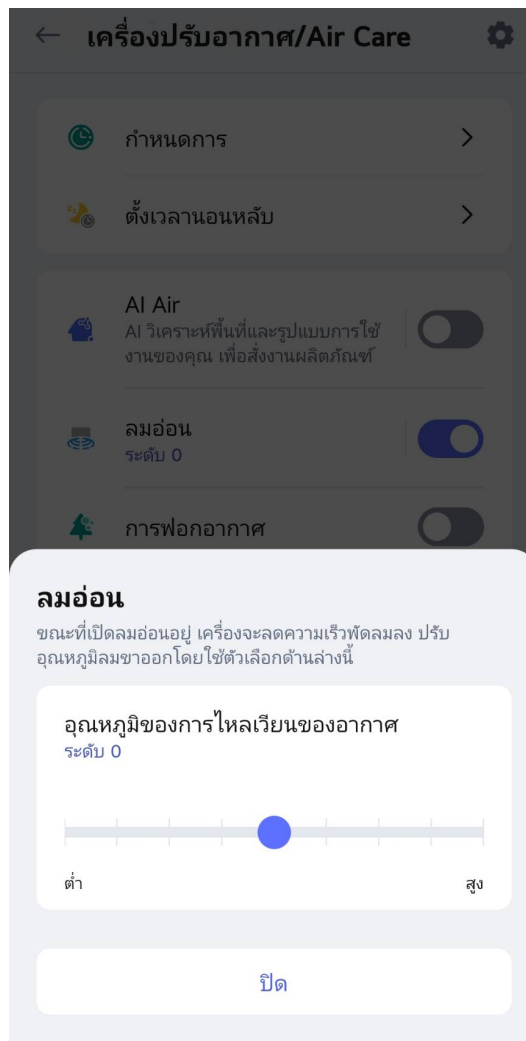 เครื่องปรับอากาศ/Air Care
กำหนดการ
ตั้งเวลานอนหลับ
AI Air
AI วิเคราะห์พื้นที่และรูปแบบการใช้
งานของคุณ เพื่อสั่งงานผลิตภัณฑ์
ลมอ่อน
ระดับ 0
การฟอกอากาศ
ลมอ่อน
ขณะที่เปิดลมอ่อนอยู่ เครื่องจะลดความเร็วพัดลมลง ปรับ
อุณหภูมิลมขาออกโดยใช้ตัวเลือกด้านล่างนี้
อุณหภูมิของการไหลเวียนของอากาศ
ระดับ 0
ต่ำ
สูง
ปิด